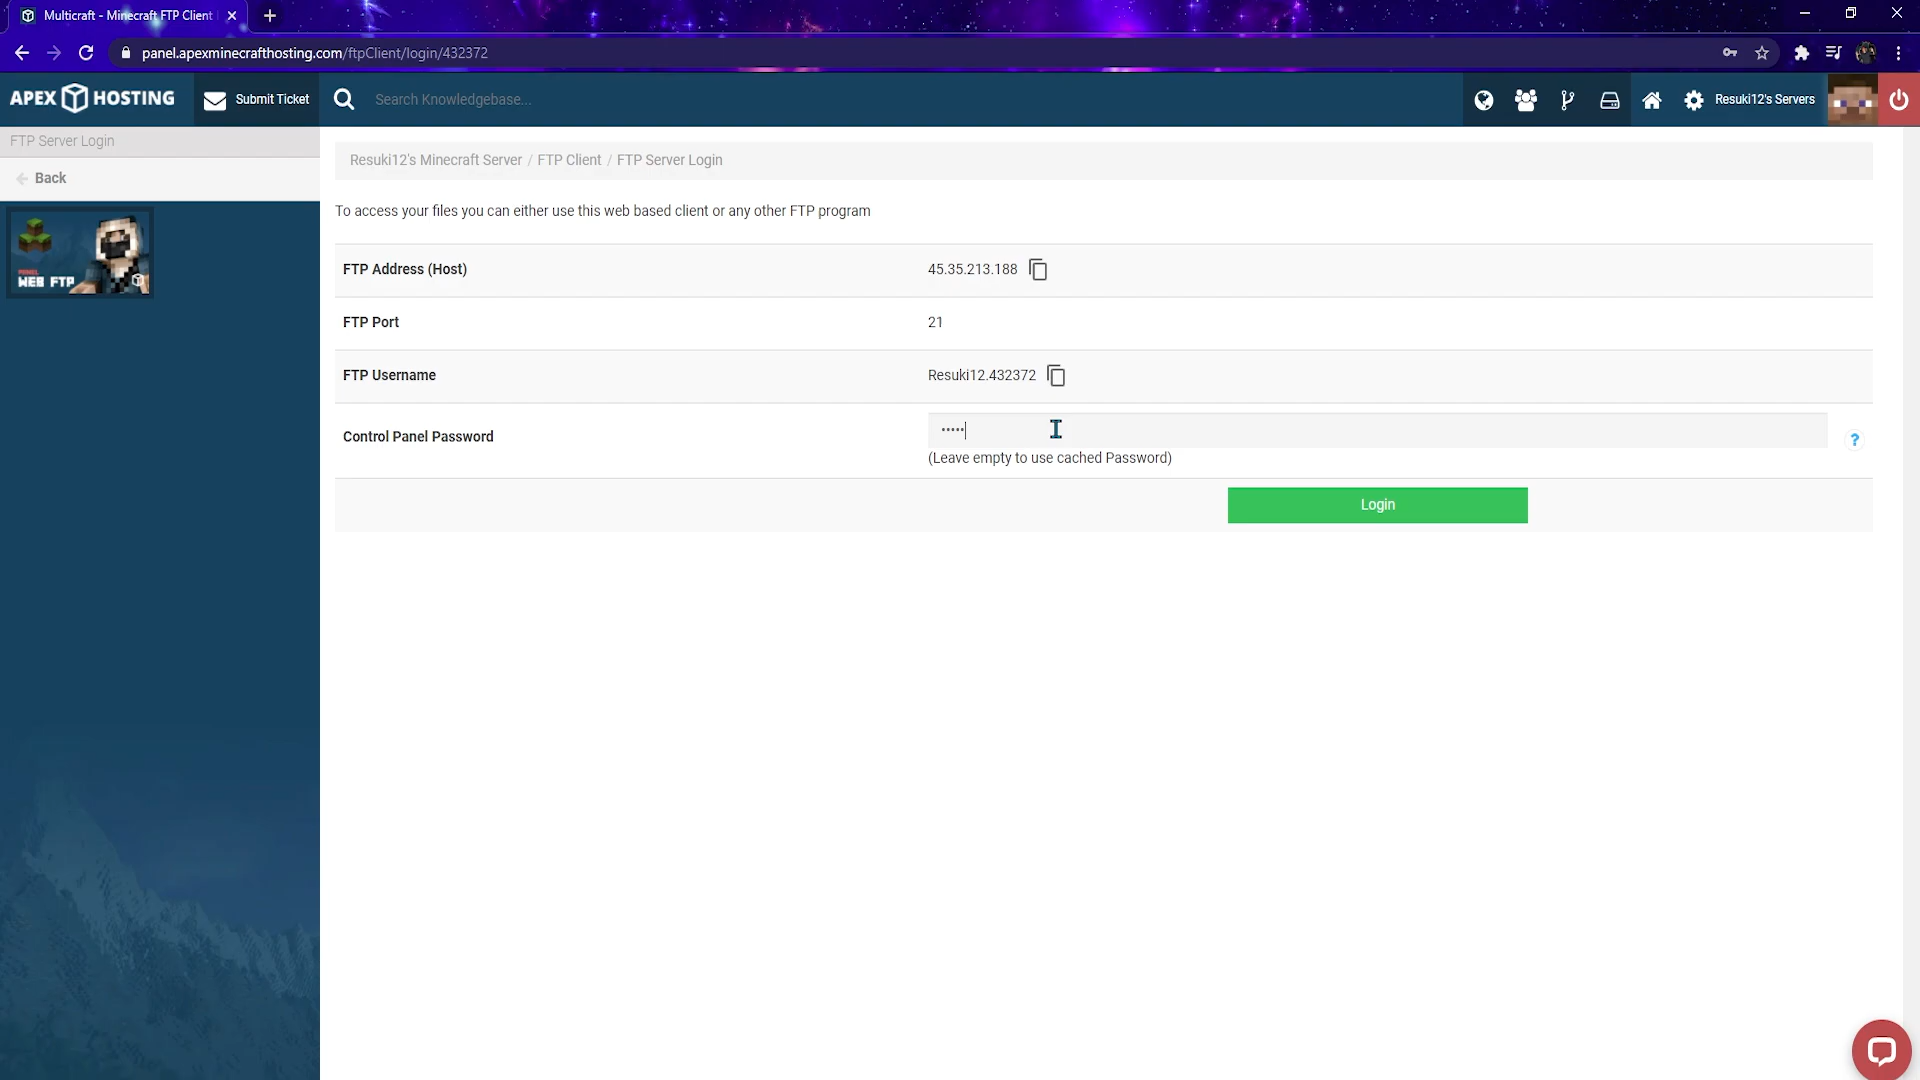 Multicraft - Minecraft FTP Client
panel.apexminecrafthosting.com/ftpClient/login/432372
APEX HOSTING
Submit Ticket
Search Knowledgebase...
Resuki12's Servers
FTP Server Login
Back
WEB FTP
Resuki12's Minecraft Server / FTP Client / FTP Server Login
To access your files you can either use this web based client or any other FTP program
FTP Address (Host)
45.35.213.188
FTP Port
21
FTP Username
Resuki12.432372
Control Panel Password
•••••
?
(Leave empty to use cached Password)
Login